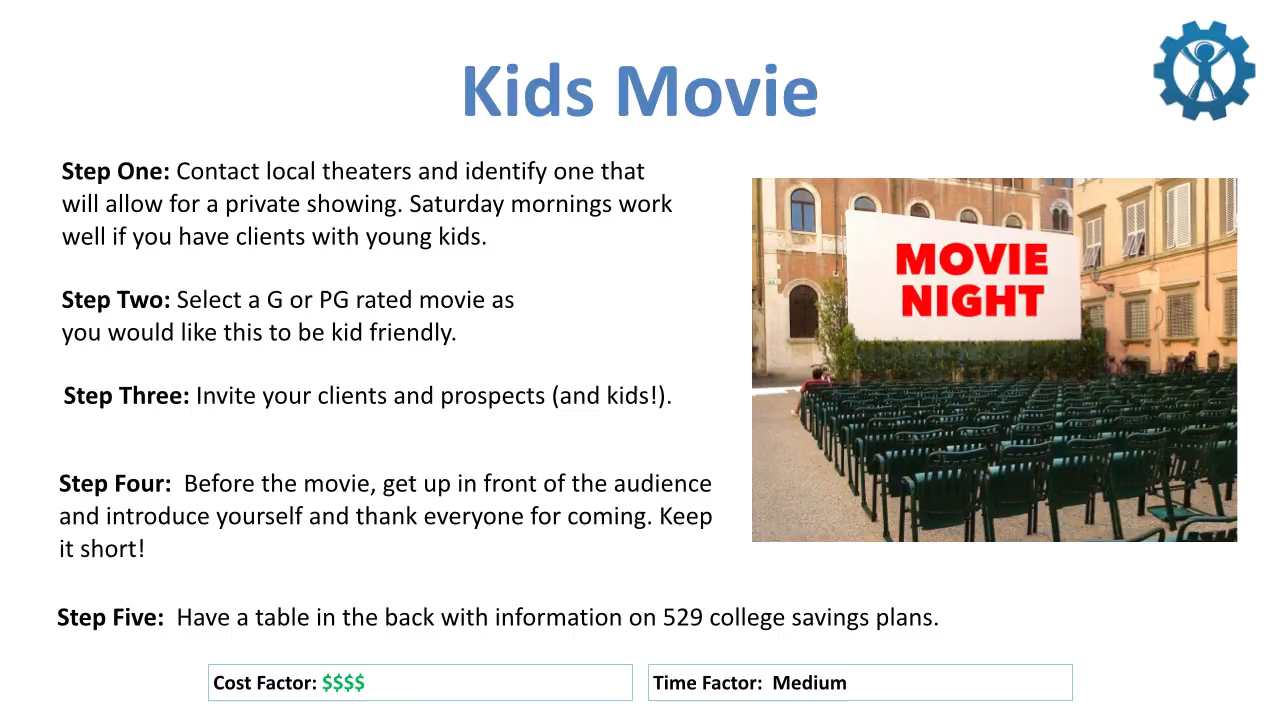 Kids Movie
Step One: Contact local theaters and identify one that
will allow for a private showing. Saturday mornings work
well if you have clients with young kids.
Step Two: Select a G or PG rated movie as
you would like this to be kid friendly.
Step Three: Invite your clients and prospects (and kids!).
Step Four:  Before the movie, get up in front of the audience
and introduce yourself and thank everyone for coming. Keep
it short!
Step Five:  Have a table in the back with information on 529 college savings plans.
MOVIE
NIGHT
Cost Factor: $$$$
Time Factor:  Medium